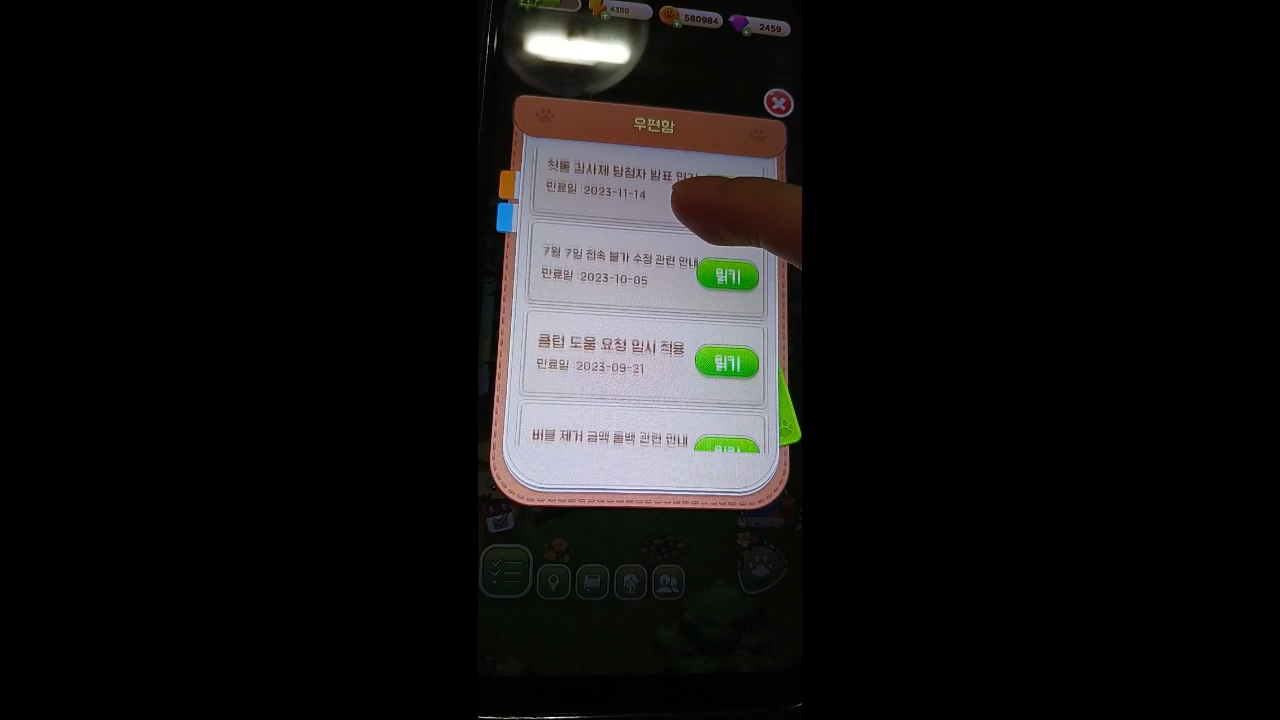 4350
580984
2459
우편함
첫돌 감사제 당첨자 발표
만료일 :2023-11-14
7월 7일 접속 불가 수정 관련 안내
만료일 :2023-10-05
읽기
클럽 도움 요청 임시 적용
만료일 :2023-09-21
읽기
버블 제거 금액 롤백 관련 안내
읽기